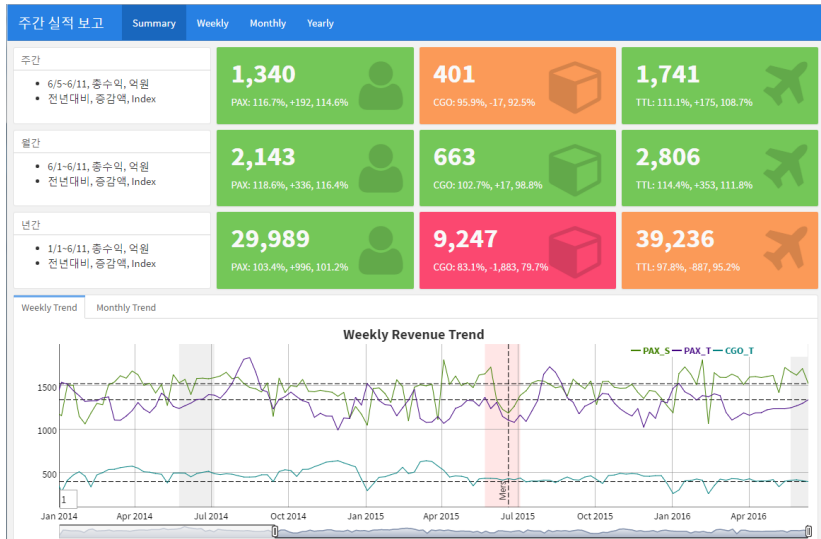 주간 실적 보고 Summary Weekly Monthly Yearly
주간
6/5~6/11, 총수익, 억원
전년대비, 증감액, Index
1,340
PAX: 116.7%, +192, 114.6%
401
CGO: 95.9%, -17, 92.5%
1,741
TTL: 111.1%, +175, 108.7%
월간
6/1~6/11, 총수익, 억원
전년대비, 증감액, Index
2,143
PAX: 118.6%, +336, 116.4%
663
CGO: 102.7%, +17, 98.8%
2,806
TTL: 114.4%, +353, 111.8%
년간
1/1~6/11, 총수익, 억원
전년대비, 증감액, Index
29,989
PAX: 103.4%, +996, 101.2%
9,247
CGO: 83.1%, -1,883, 79.7%
39,236
TTL: 97.8%, -887, 95.2%
Weekly Trend Monthly Trend
Weekly Revenue Trend
PAX_S PAX_T CGO_T
1500
1000
500
Mers
1
Jan 2014 Apr 2014 Jul 2014 Oct 2014 Jan 2015 Apr 2015 Jul 2015 Oct 2015 Jan 2016 Apr 2016